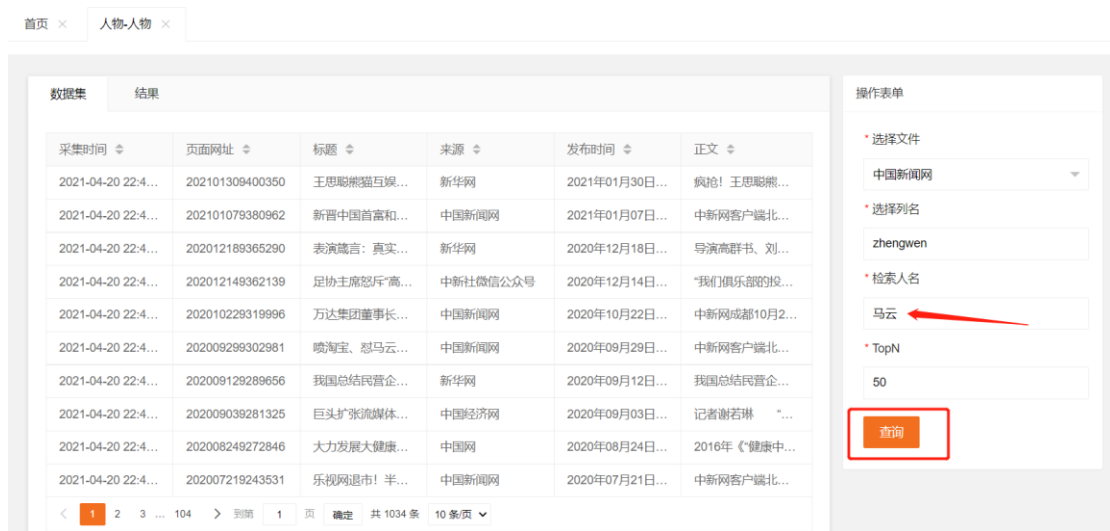 首页 × 人物-人物 ×
数据集 结果
采集时间 页面网址 标题 来源 发布时间 正文
2021-04-20 22:4... 202101309400350 王思聪熊猫互娱... 新华网 2021年01月30日... 疯抢！王思聪熊...
2021-04-20 22:4... 202101079380962 新晋中国首富和... 中国新闻网 2021年01月07日... 中新网客户端北...
2021-04-20 22:4... 202012189365290 表演箴言：真实... 新华网 2020年12月18日... 导演高群书、刘...
2021-04-20 22:4... 202012149362139 足协主席怒斥“高... 中新社微信公众号 2020年12月14日... “我们俱乐部的投...
2021-04-20 22:4... 202010229319996 万达集团董事长... 中国新闻网 2020年10月22日... 中新网成都10月2...
2021-04-20 22:4... 202009299302981 喷淘宝、怼马云... 中国新闻网 2020年09月29日... 中新网客户端北...
2021-04-20 22:4... 202009129289656 我国总结民营企... 新华网 2020年09月12日... 我国总结民营企...
2021-04-20 22:4... 202009039281325 巨头扩张流媒体... 中国经济网 2020年09月03日... 记者谢若琳 “...
2021-04-20 22:4... 202008249272846 大力发展大健康... 中国网 2020年08月24日... 2016年《“健康中...
2021-04-20 22:4... 202007219243531 乐视网退市！半... 中国新闻网 2020年07月21日... 中新网客户端北...
< 1 2 3 ... 104 > 到第 1 页 确定 共 1034 条 10 条/页
操作表单
* 选择文件
中国新闻网
* 选择列名
zhengwen
* 检索人名
马云
* TopN
50
查询